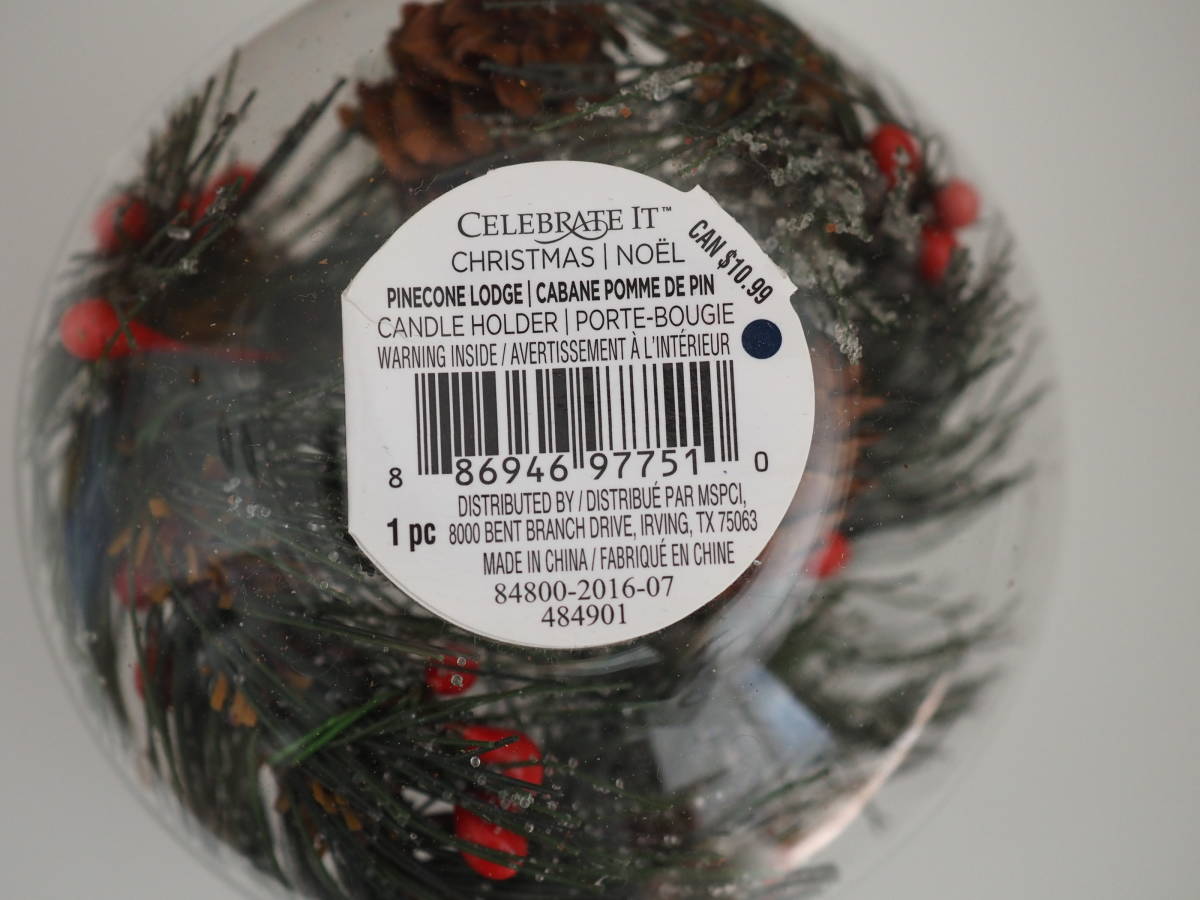 CELEBRATE IT™
CHRISTMAS | NOËL
CAN $10.99
PINECONE LODGE | CABANE POMME DE PIN
CANDLE HOLDER | PORTE-BOUGIE
WARNING INSIDE / AVERTISSEMENT À L'INTÉRIEUR
8 86946 97751 0
DISTRIBUTED BY / DISTRIBUÉ PAR MSPCI,
1 pc 8000 BENT BRANCH DRIVE, IRVING, TX 75063
MADE IN CHINA / FABRIQUÉ EN CHINE
84800-2016-07
484901